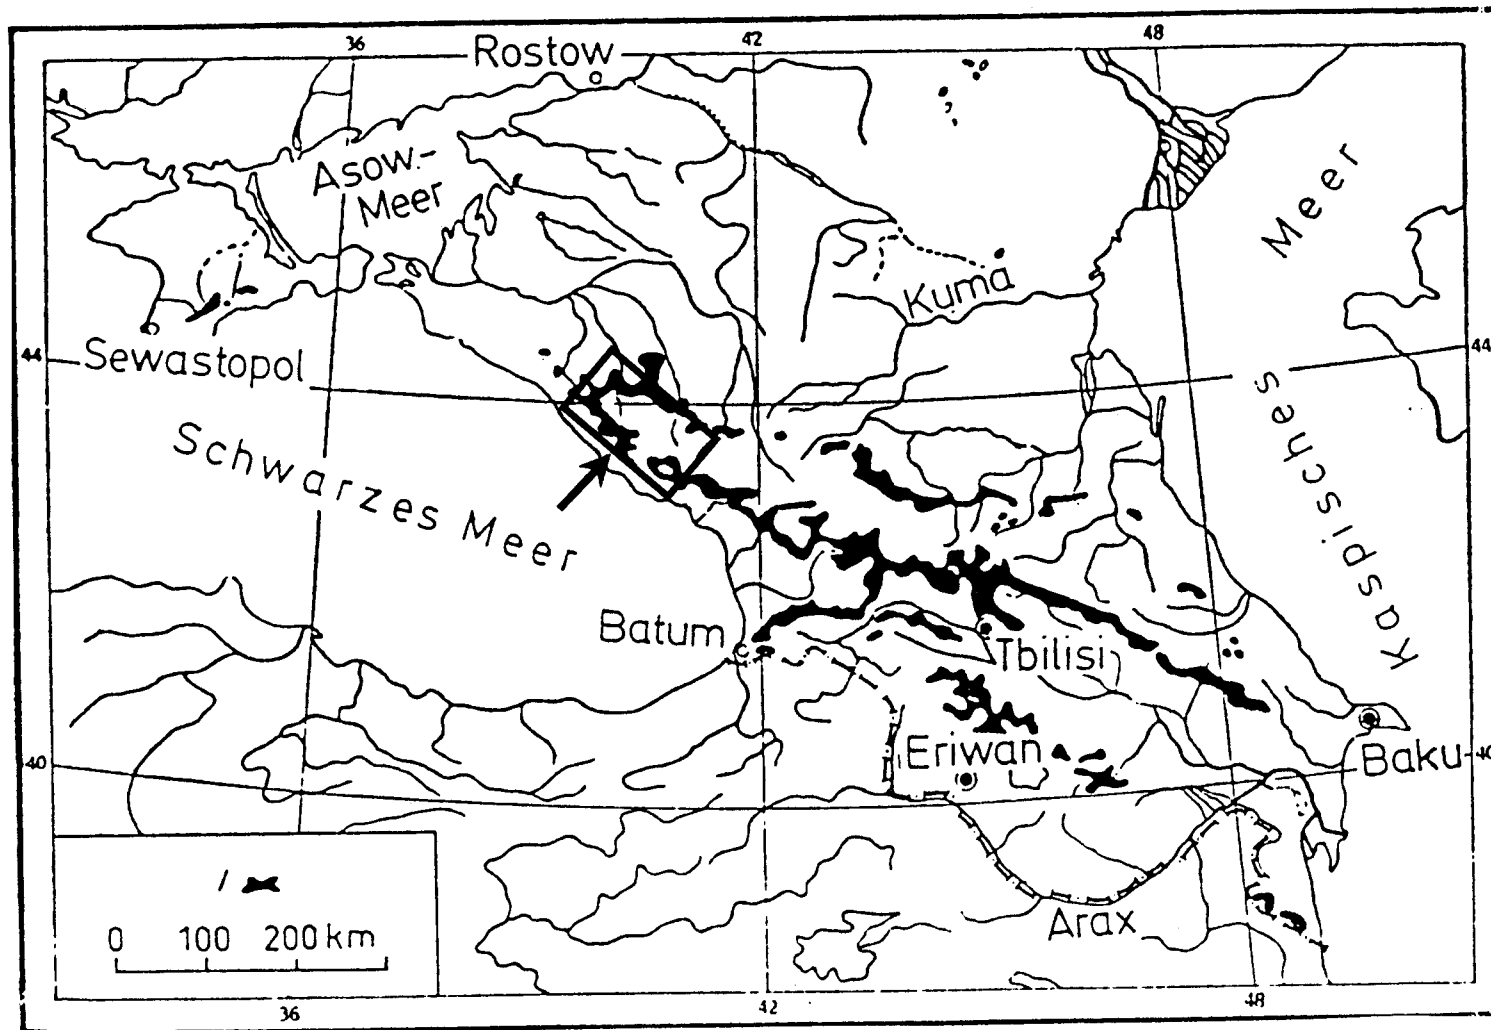 36
42
48
Rostow
Asow.-
Meer
Meer
Kuma
44
44
Sewastopol
Kaspisches
Schwarzes Meer
Batum
Tbilisi
Eriwan
40
Baku
40
1
0 100 200 km
Arax
36
42
48